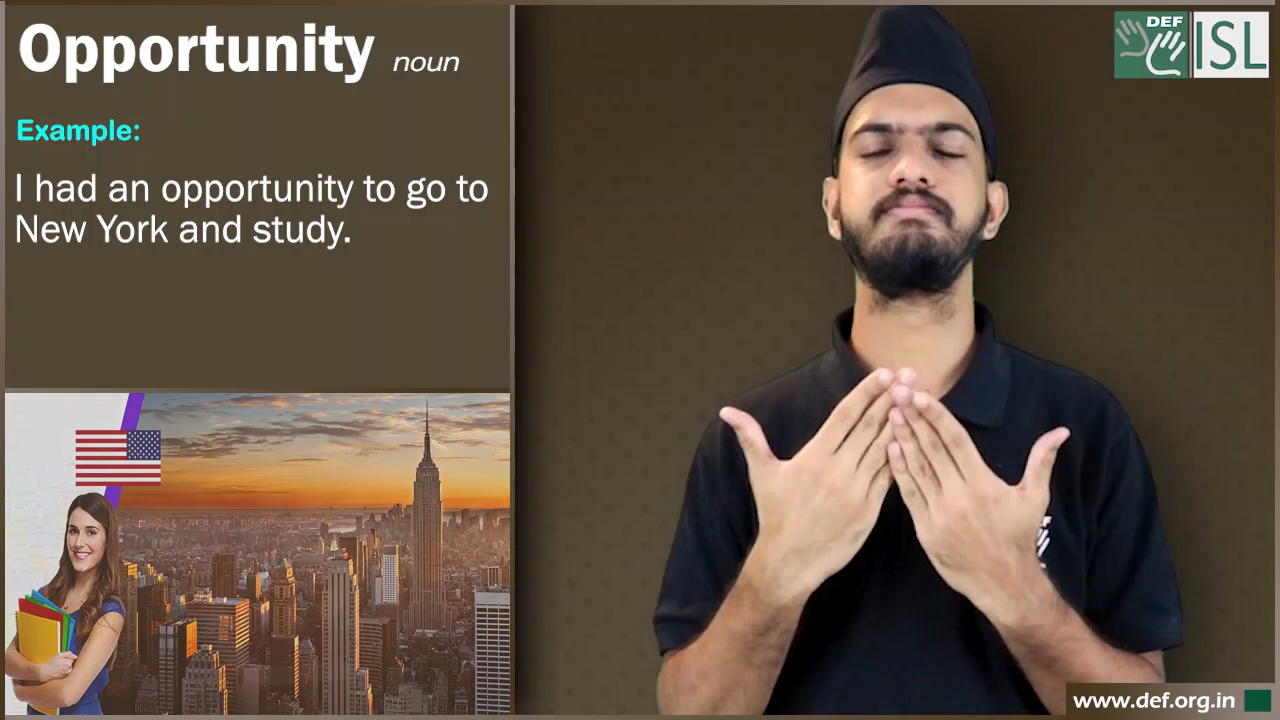 Opportunity noun
Example:
I had an opportunity to go to
New York and study.
DEF
ISL
www.def.org.in